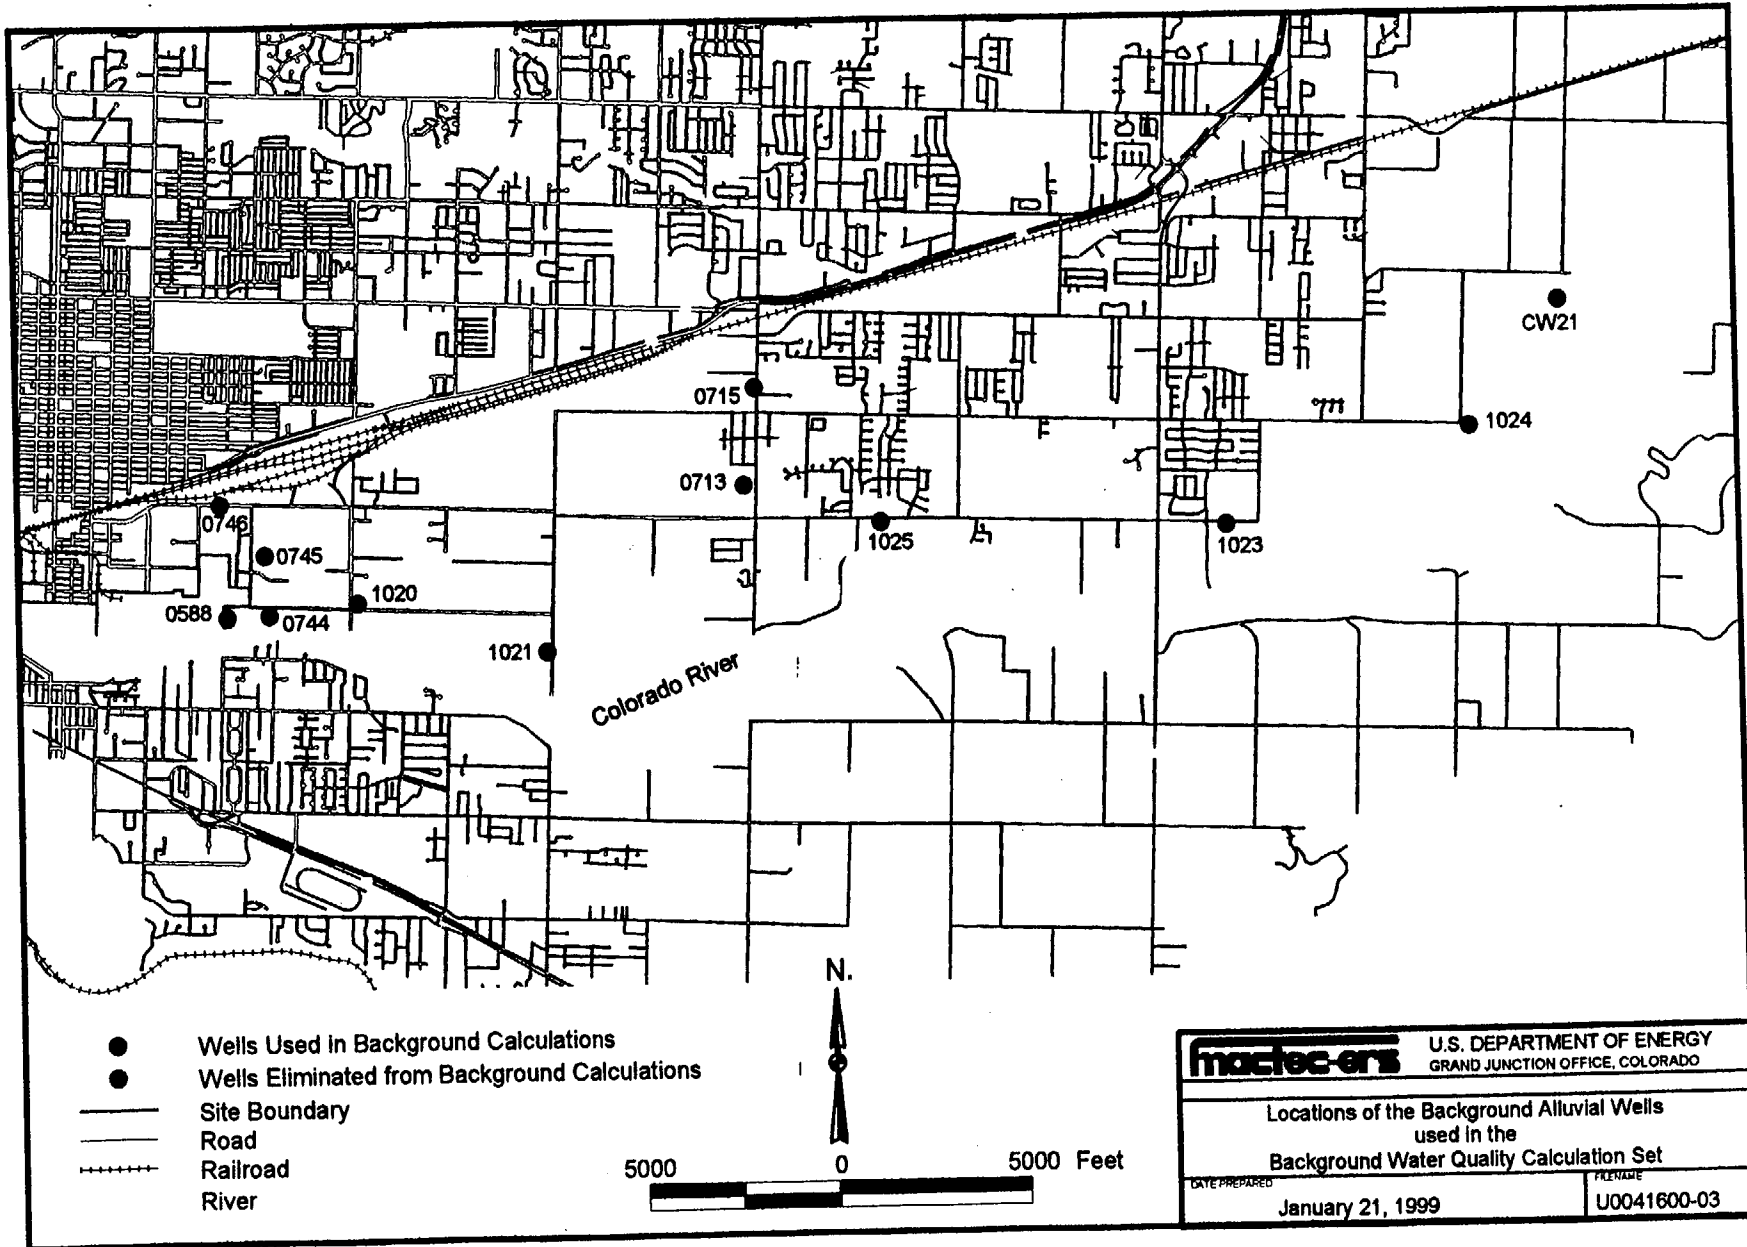 CW21
0715
1024
0713
0746
1025
1023
0745
1020
0588
0744
1021
Colorado River
N.
Wells Used in Background Calculations
Wells Eliminated from Background Calculations
Site Boundary
Road
Railroad
River
5000 0 5000 Feet
mactec-ers
U.S. DEPARTMENT OF ENERGY
GRAND JUNCTION OFFICE, COLORADO
Locations of the Background Alluvial Wells
used in the
Background Water Quality Calculation Set
DATE PREPARED
January 21, 1999
FILENAME
U0041600-03